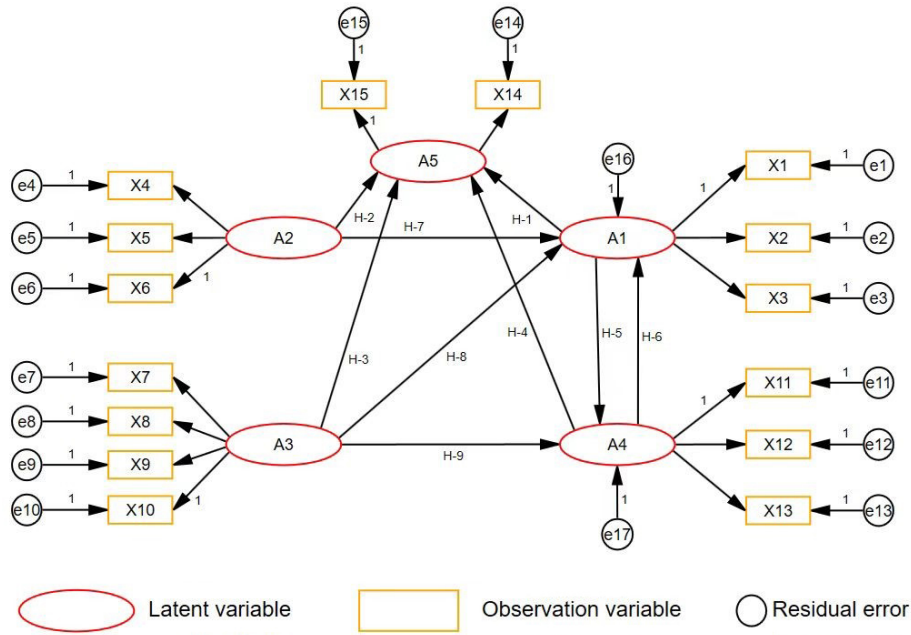 e15 e14
1 1
X15 X14
1
A5
e16
1
X1 1 e1
1
e4 1 X4
H-2 H-7 H-1
e5 1 X5 A2 A1 X2 1 e2
e6 1 X6 1
X3 1 e3
H-5 H-6
H-4
H-3 H-8
e7 1 X7
X11 1 e11
1
e8 1 X8
A3 H-9 A4 X12 1 e12
e9 1 X9
e10 1 X10 1
X13 1 e13
1
e17
Latent variable Observation variable Residual error